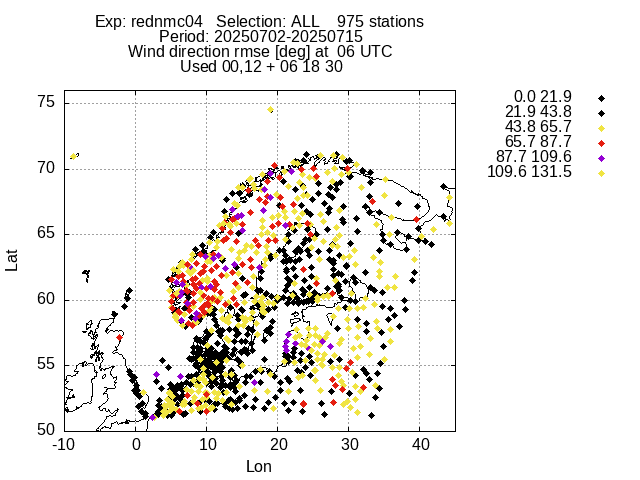 Exp: rednmc04   Selection: ALL    975 stations
Period: 20250702-20250715
Wind direction rmse [deg] at  06 UTC
Used 00,12 + 06 18 30
0.0 21.9
21.9 43.8
43.8 65.7
65.7 87.7
87.7 109.6
109.6 131.5
75
70
65
60
55
50
Lat
-10 0 10 20 30 40
Lon